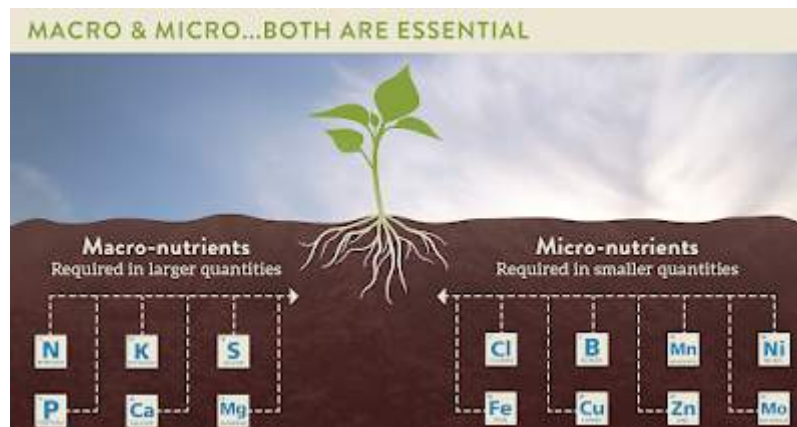 MACRO & MICRO...BOTH ARE ESSENTIAL
Macro-nutrients
Required in larger quantities
N K S
P Ca Mg
Micro-nutrients
Required in smaller quantities
Cl B Mn Ni
Fe Cu Zn Mo